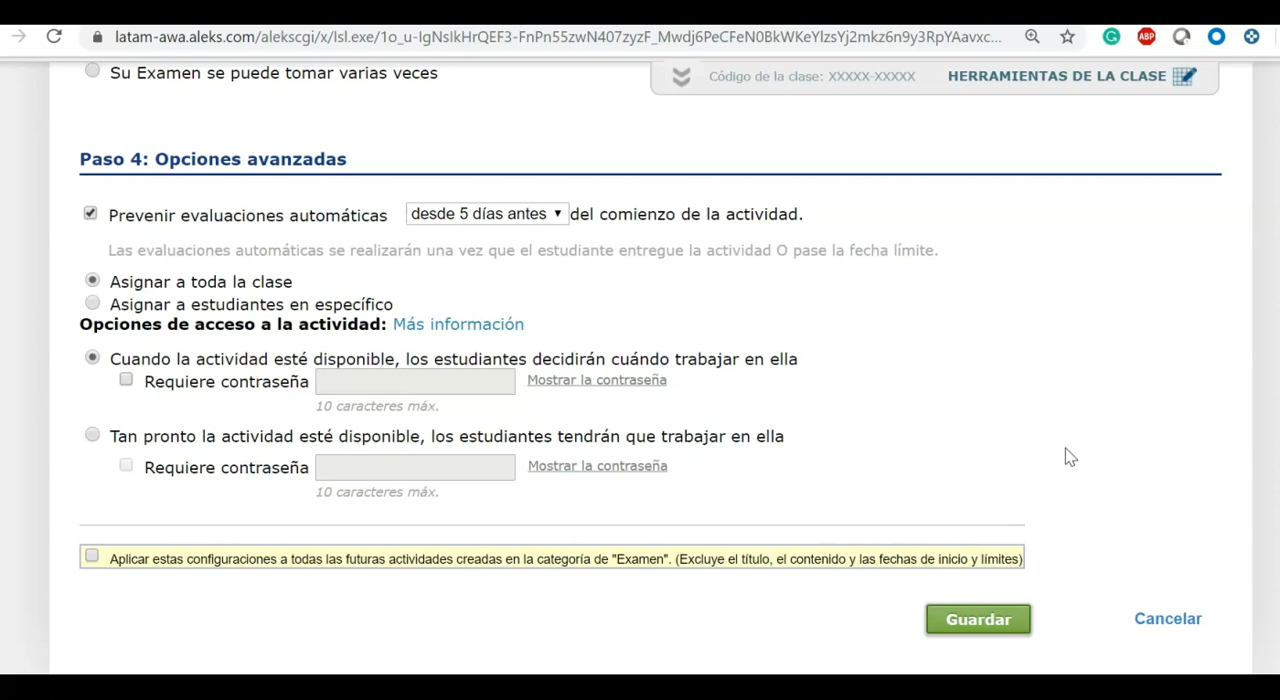 latam-awa.aleks.com/alekscgi/x/Isl.exe/1o_u-IgNsIkHrQEF3-FnPn55zwN407zyzF_Mwdj6PeCFeN0BkWKeYlzsYj2mkz6n9y3RpYAavxc...
Su Examen se puede tomar varias veces
Código de la clase: XXXXX-XXXXX HERRAMIENTAS DE LA CLASE
Paso 4: Opciones avanzadas
Prevenir evaluaciones automáticas desde 5 días antes del comienzo de la actividad.
Las evaluaciones automáticas se realizarán una vez que el estudiante entregue la actividad O pase la fecha límite.
Asignar a toda la clase
Asignar a estudiantes en específico
Opciones de acceso a la actividad: Más información
Cuando la actividad esté disponible, los estudiantes decidirán cuándo trabajar en ella
Requiere contraseña Mostrar la contraseña
10 caracteres máx.
Tan pronto la actividad esté disponible, los estudiantes tendrán que trabajar en ella
Requiere contraseña Mostrar la contraseña
10 caracteres máx.
Aplicar estas configuraciones a todas las futuras actividades creadas en la categoría de "Examen". (Excluye el título, el contenido y las fechas de inicio y límites)
Guardar Cancelar